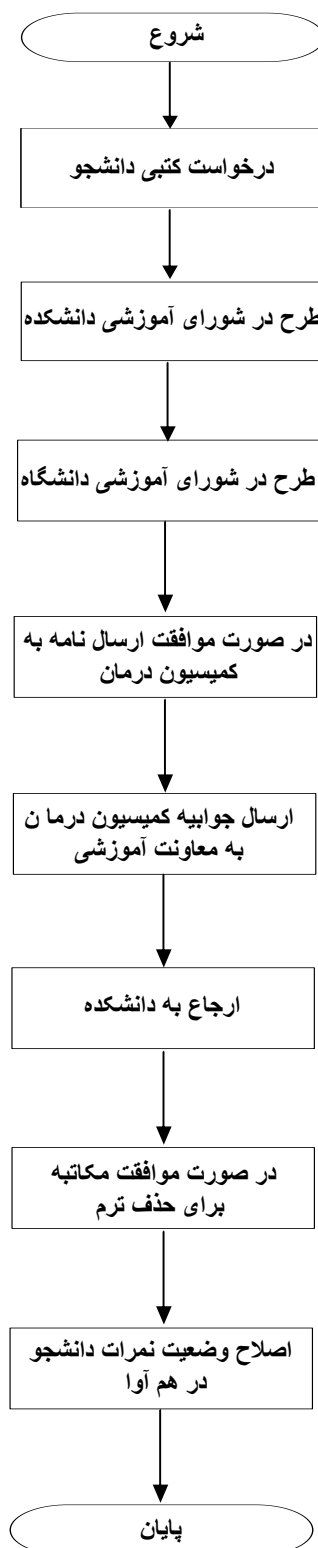 شروع
درخواست کتبی دانشجو
طرح در شورای آموزشی دانشکده
طرح در شورای آموزشی دانشگاه
در صورت موافقت ارسال نامه به
کمیسیون درمان
ارسال جوابیه کمیسیون درما ن
به معاونت آموزشی
ارجاع به دانشکده
در صورت موافقت مکاتبه
برای حذف ترم
اصلاح وضعیت نمرات دانشجو
در هم آوا
پایان